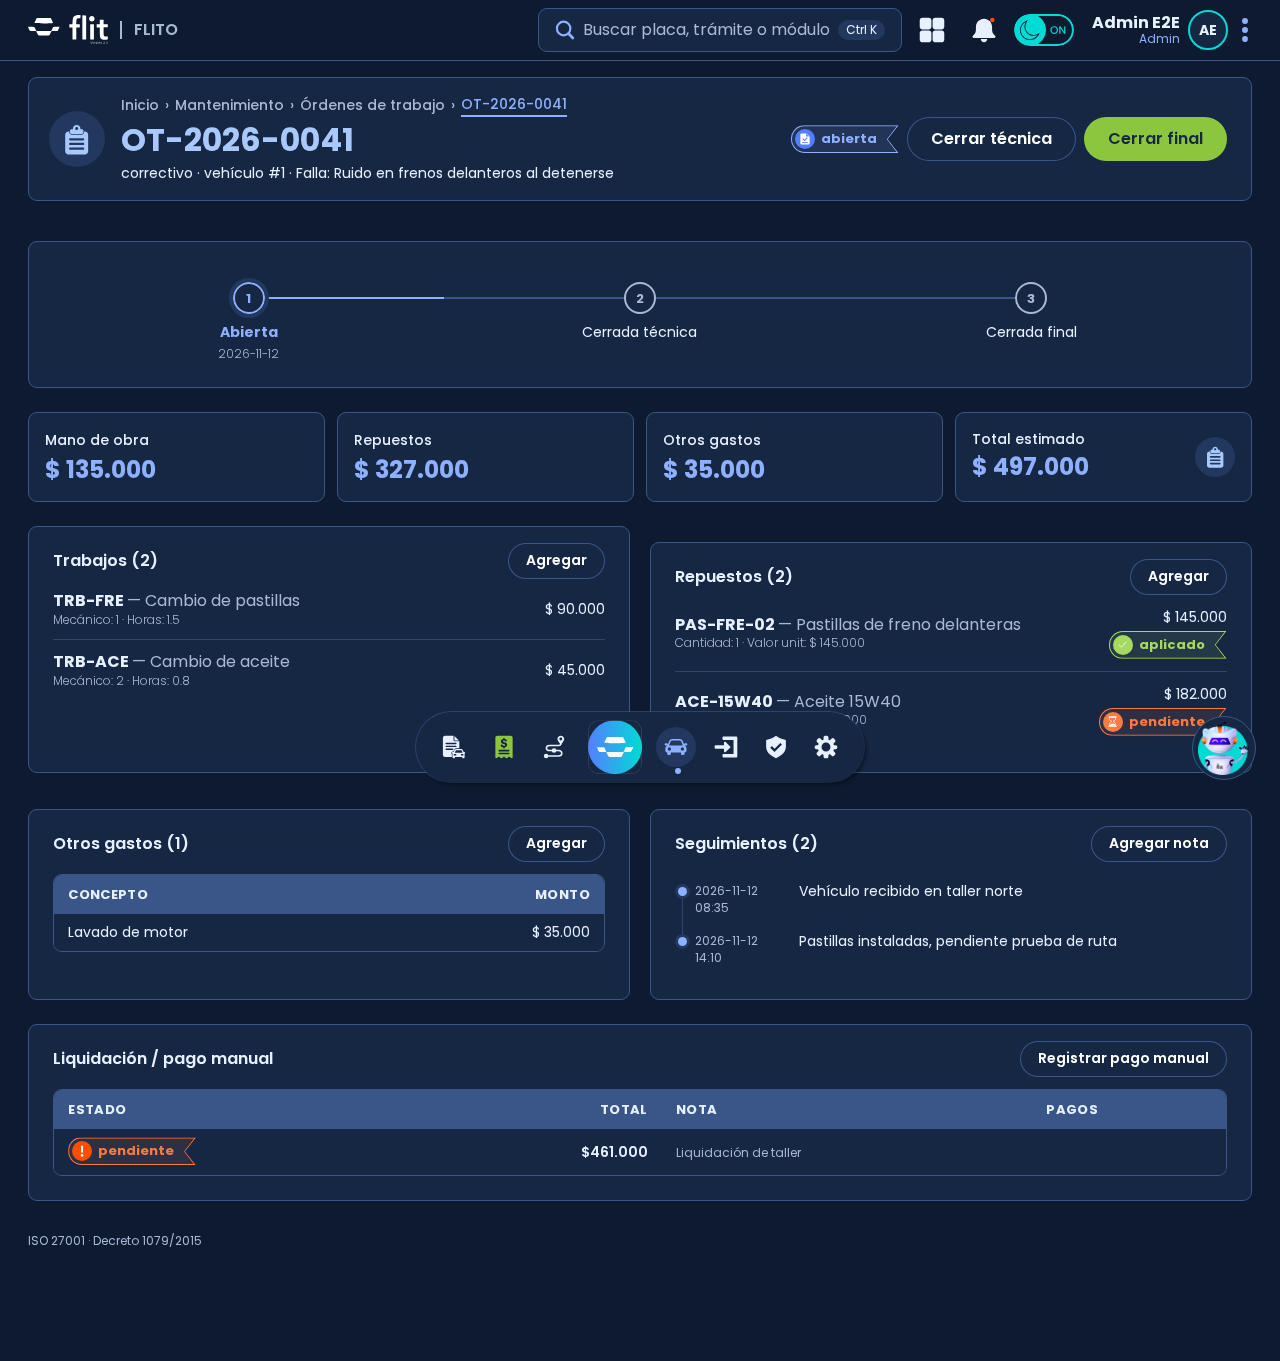 flit | FLITO
Buscar placa, trámite o módulo Ctrl K
ON
Admin E2E
Admin
AE
Inicio › Mantenimiento › Órdenes de trabajo › OT-2026-0041
OT-2026-0041
correctivo · vehículo #1 · Falla: Ruido en frenos delanteros al detenerse
abierta
Cerrar técnica
Cerrar final
1
2
3
Abierta
Cerrada técnica
Cerrada final
2026-11-12
Mano de obra
$ 135.000
Repuestos
$ 327.000
Otros gastos
$ 35.000
Total estimado
$ 497.000
Trabajos (2)
Agregar
TRB-FRE — Cambio de pastillas
Mecánico: 1 · Horas: 1.5
$ 90.000
TRB-ACE — Cambio de aceite
Mecánico: 2 · Horas: 0.8
$ 45.000
Repuestos (2)
Agregar
PAS-FRE-02 — Pastillas de freno delanteras
Cantidad: 1 · Valor unit: $ 145.000
$ 145.000
aplicado
ACE-15W40 — Aceite 15W40
000
$ 182.000
pendiente
Otros gastos (1)
Agregar
CONCEPTO MONTO
Lavado de motor $ 35.000
Seguimientos (2)
Agregar nota
2026-11-12 08:35
Vehículo recibido en taller norte
2026-11-12 14:10
Pastillas instaladas, pendiente prueba de ruta
Liquidación / pago manual
Registrar pago manual
ESTADO TOTAL NOTA PAGOS
pendiente $461.000 Liquidación de taller
ISO 27001 · Decreto 1079/2015